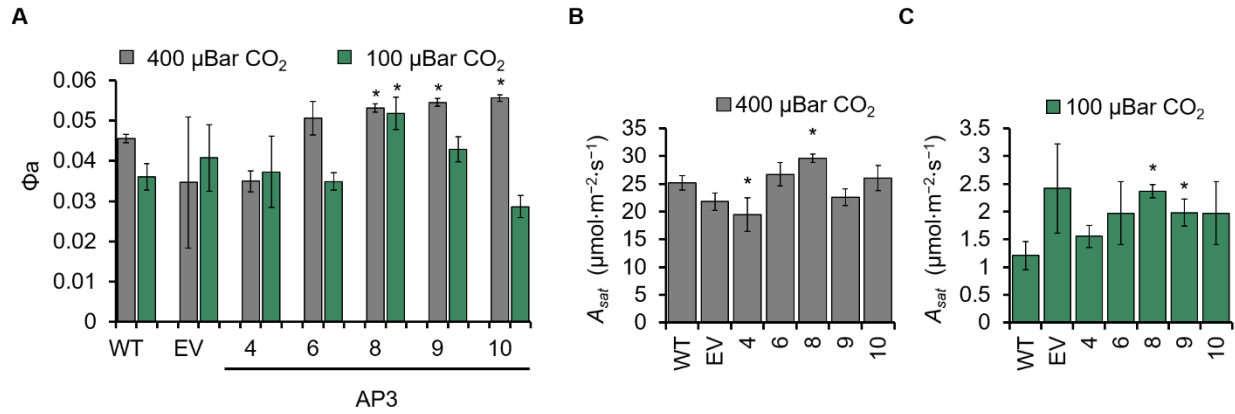 A
400 μBar CO₂
100 μBar CO₂
0.06
0.05
0.04
0.03
0.02
0.01
0
Φa
* * * *
WT EV 4 6 8 9 10
AP3
B
400 μBar CO₂
35
30
25
20
15
10
5
0
Asat (μmol·m⁻²·s⁻¹)
* *
WT EV 4 6 8 9 10
C
100 μBar CO₂
3.5
3
2.5
2
1.5
1
0.5
0
Asat (μmol·m⁻²·s⁻¹)
* *
WT EV 4 6 8 9 10